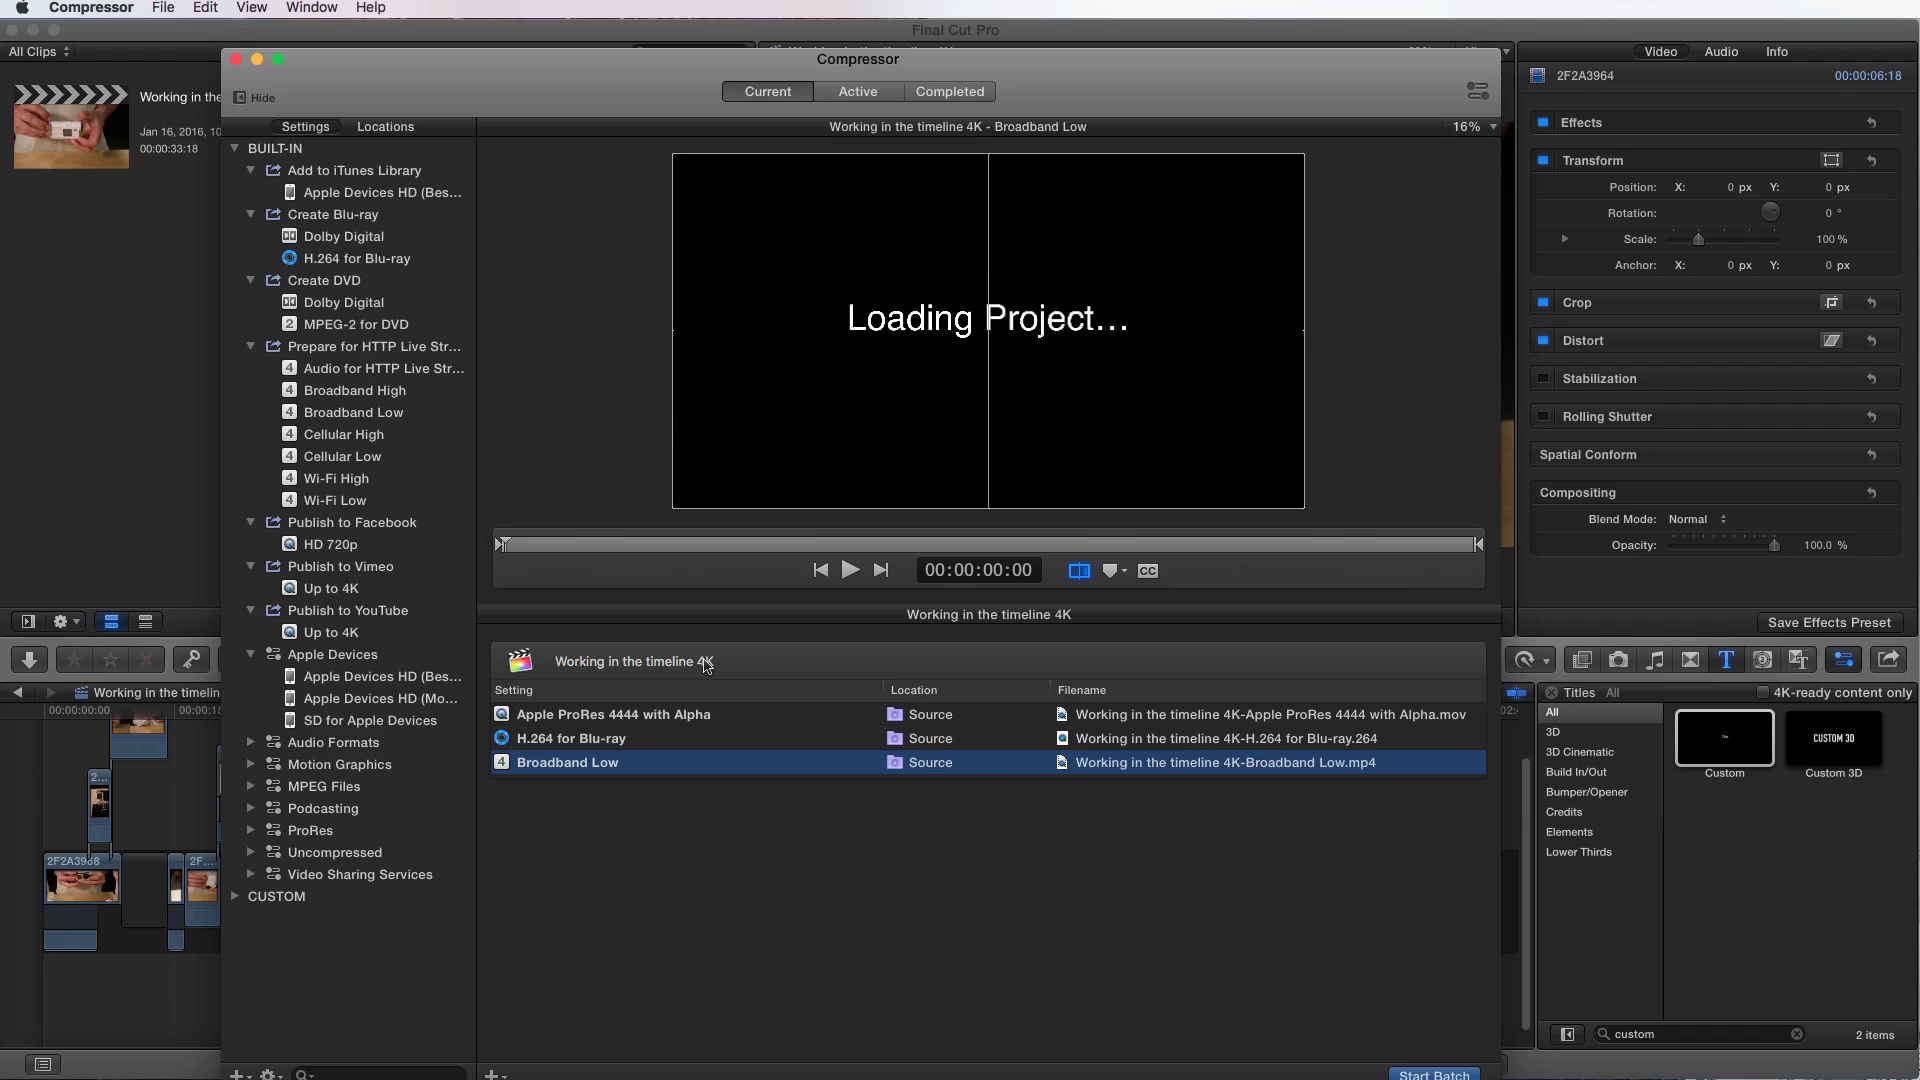 Compressor File Edit View Window Help
Final Cut Pro
All Clips
Working in the
Jan 16, 2016, 10
00:00:33:18
Compressor
Hide
Current Active Completed
Settings Locations
Working in the timeline 4K - Broadband Low
16%
BUILT-IN
Add to iTunes Library
Apple Devices HD (Bes...
Create Blu-ray
Dolby Digital
H.264 for Blu-ray
Create DVD
Dolby Digital
MPEG-2 for DVD
Prepare for HTTP Live Str...
Audio for HTTP Live Str...
Broadband High
Broadband Low
Cellular High
Cellular Low
Wi-Fi High
Wi-Fi Low
Publish to Facebook
HD 720p
Publish to Vimeo
Up to 4K
Publish to YouTube
Up to 4K
Apple Devices
Apple Devices HD (Bes...
Apple Devices HD (Mo...
SD for Apple Devices
Audio Formats
Motion Graphics
MPEG Files
Podcasting
ProRes
Uncompressed
Video Sharing Services
CUSTOM
Loading Project...
00:00:00:00
CC
Working in the timeline 4K
Working in the timeline 4K
Setting Location Filename
Apple ProRes 4444 with Alpha Source Working in the timeline 4K-Apple ProRes 4444 with Alpha.mov
H.264 for Blu-ray Source Working in the timeline 4K-H.264 for Blu-ray.264
Broadband Low Source Working in the timeline 4K-Broadband Low.mp4
Start Batch
Video Audio Info
2F2A3964 00:00:06:18
Effects
Transform
Position: X: 0 px Y: 0 px
Rotation: 0 °
Scale: 100 %
Anchor: X: 0 px Y: 0 px
Crop
Distort
Stabilization
Rolling Shutter
Spatial Conform
Compositing
Blend Mode: Normal
Opacity: 100.0 %
Save Effects Preset
Working in the timelin
00:00:00:00 00:00:15
2...
2F2A3968 2F...
Titles All 4K-ready content only
All
3D
3D Cinematic
Build In/Out
Bumper/Opener
Credits
Elements
Lower Thirds
Custom
CUSTOM 3D
Custom 3D
custom
2 items